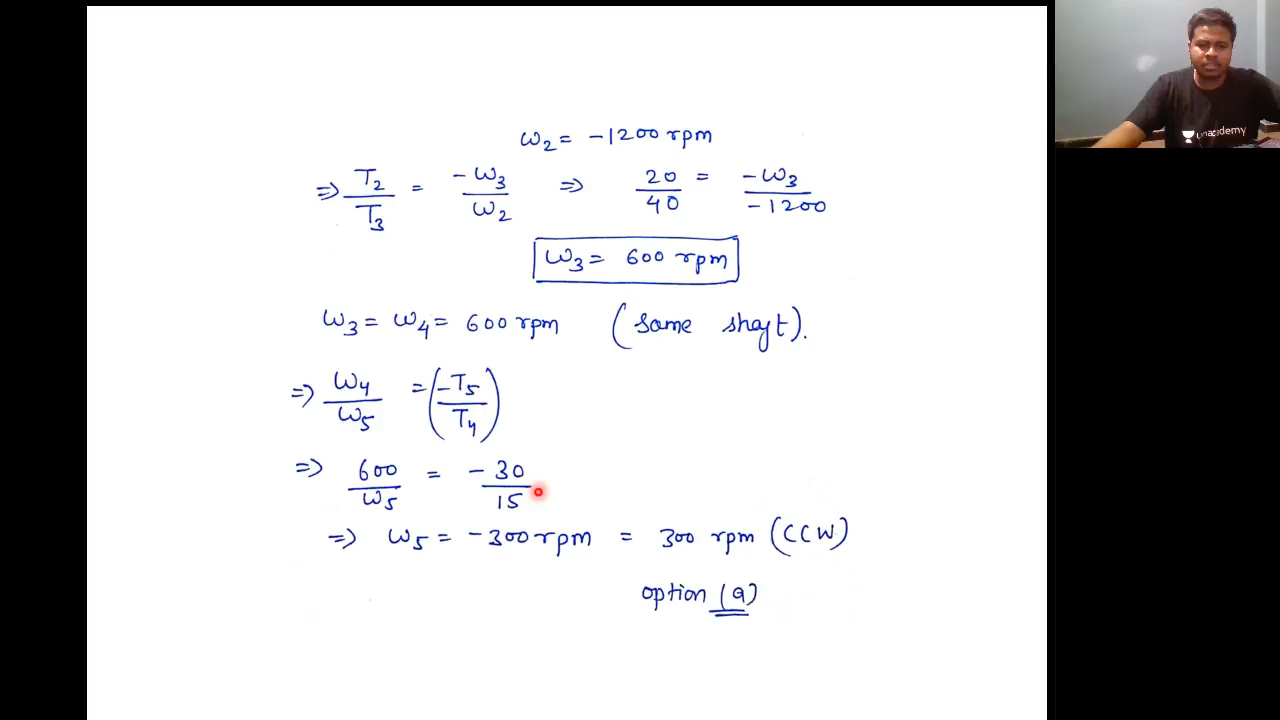 ω₂ = -1200 rpm
⇒ T₂/T₃ = -ω₃/ω₂ ⇒ 20/40 = -ω₃/-1200
ω₃ = 600 rpm
ω₃ = ω₄ = 600 rpm (same shaft).
⇒ ω₄/ω₅ = (-T₅/T₄)
⇒ 600/ω₅ = -30/15
⇒ ω₅ = -300 rpm = 300 rpm (CCW)
option (a)
unacademy